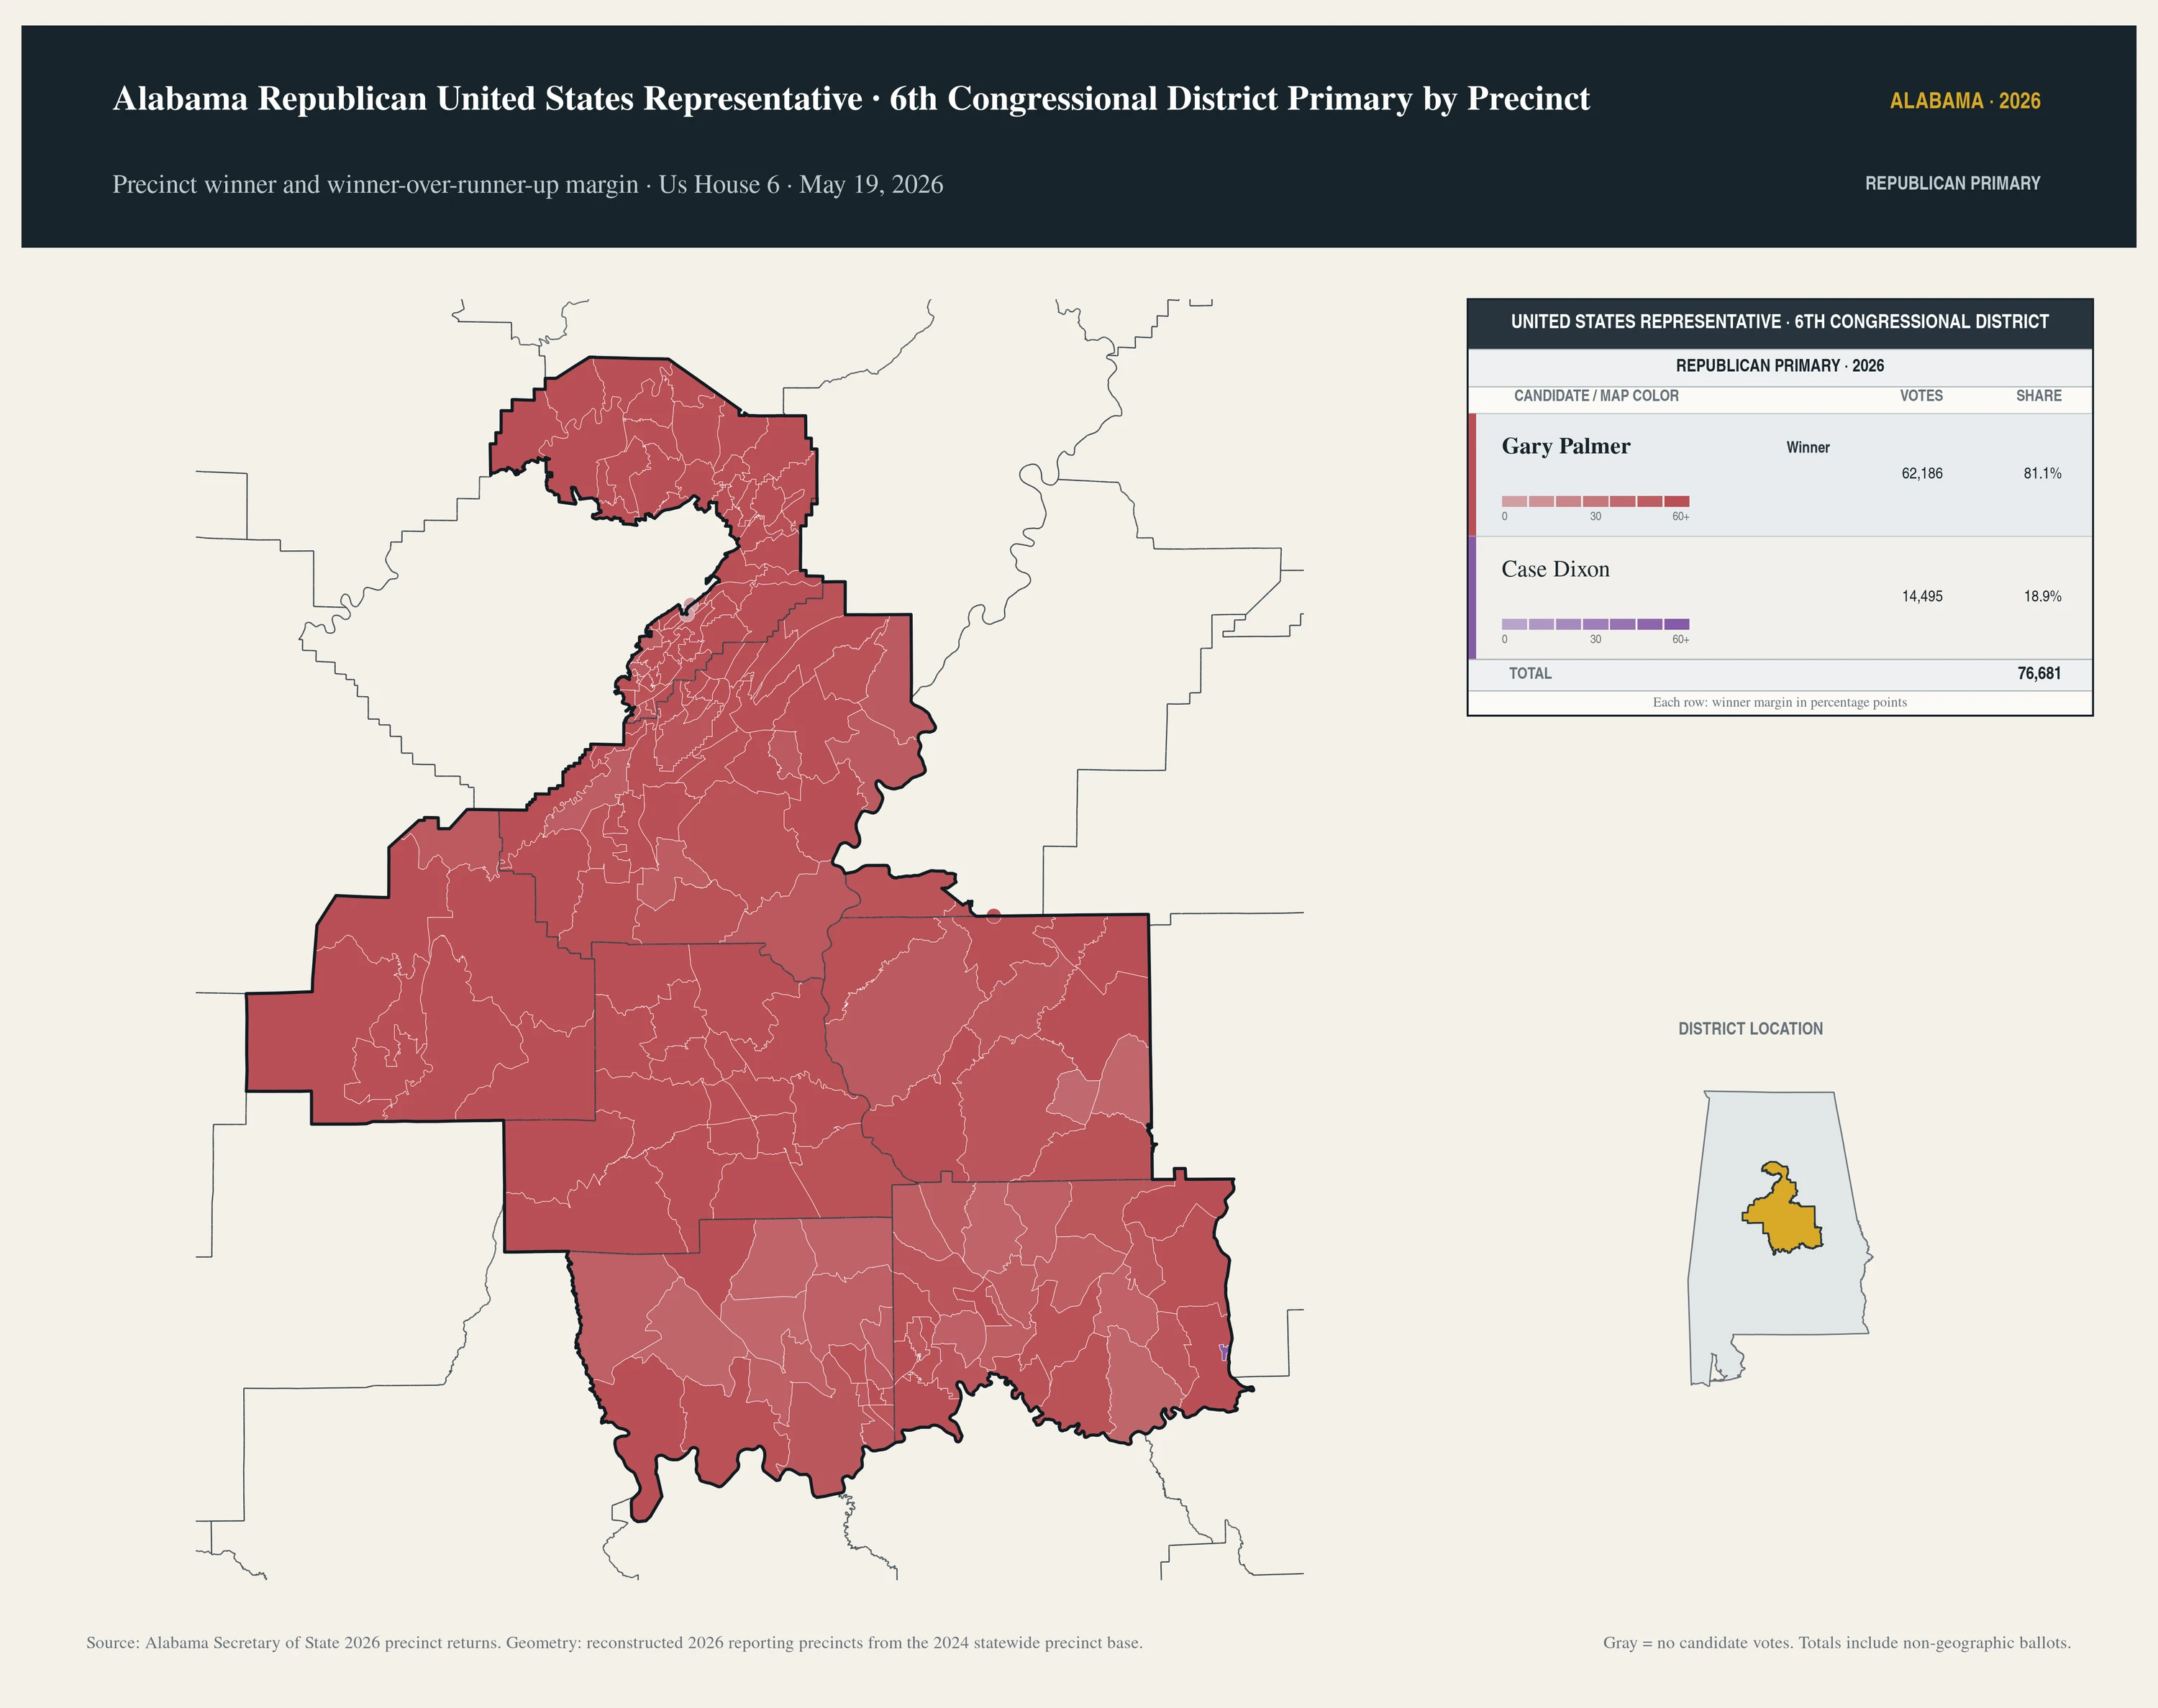 Alabama Republican United States Representative · 6th Congressional District Primary by Precinct
ALABAMA · 2026
Precinct winner and winner-over-runner-up margin · Us House 6 · May 19, 2026
REPUBLICAN PRIMARY
UNITED STATES REPRESENTATIVE · 6TH CONGRESSIONAL DISTRICT
REPUBLICAN PRIMARY · 2026
CANDIDATE / MAP COLOR VOTES SHARE
Gary Palmer Winner
62,186 81.1%
0 30 60+
Case Dixon
14,495 18.9%
0 30 60+
TOTAL 76,681
Each row: winner margin in percentage points
DISTRICT LOCATION
Source: Alabama Secretary of State 2026 precinct returns. Geometry: reconstructed 2026 reporting precincts from the 2024 statewide precinct base.
Gray = no candidate votes. Totals include non-geographic ballots.